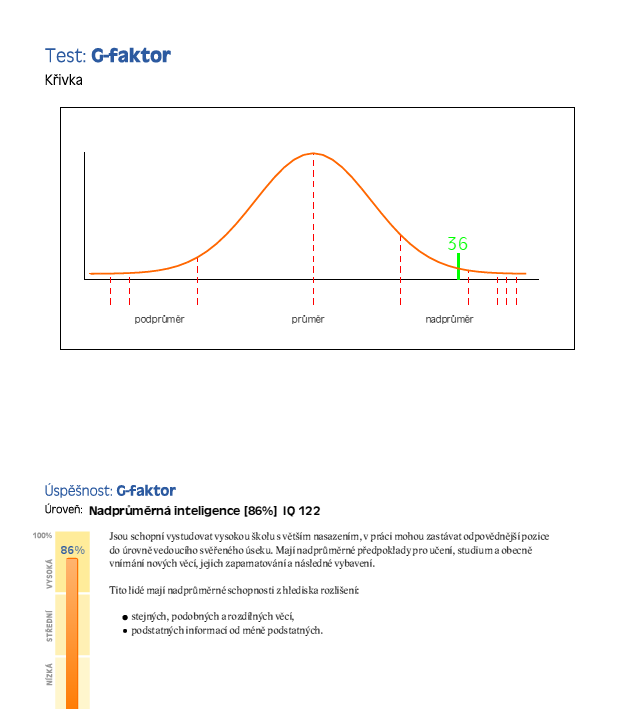 Test: G-faktor
Křivka
36
podprůměr průměr nadprůměr
Úspěšnost: G-faktor
Úroveň: Nadprůměrná inteligence [86%] IQ 122
100%
86%
VYSOKÁ
STŘEDNÍ
NÍZKÁ
Jsou schopní vystudovat vysokou školu s větším nasazením, v práci mohou zastávat odpovědnější pozice
do úrovně vedoucího svěřeného úseku. Mají nadprůměrné předpoklady pro učení, studium a obecně
vnímání nových věcí, jejich zapamatování a následné vybavení.
Tito lidé mají nadprůměrné schopnosti z hlediska rozlišení:
● stejných, podobných a rozdílných věcí,
● podstatných informací od méně podstatných.